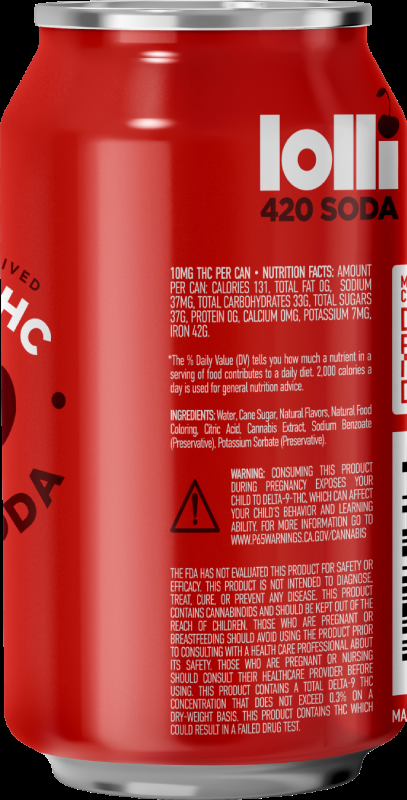 lolli
420 SODA
IVED
HC
ODA
10MG THC PER CAN • NUTRITION FACTS: AMOUNT
PER CAN: CALORIES 131, TOTAL FAT 0G, SODIUM
37MG, TOTAL CARBOHYDRATES 33G, TOTAL SUGARS
37G, PROTEIN 0G, CALCIUM 0MG, POTASSIUM 7MG,
IRON 42G.
*The % Daily Value (DV) tells you how much a nutrient in a
serving of food contributes to a daily diet. 2,000 calories a
day is used for general nutrition advice.
INGREDIENTS: Water, Cane Sugar, Natural Flavors, Natural Food
Coloring, Citric Acid, Cannabis Extract, Sodium Benzoate
(Preservative), Potassium Sorbate (Preservative).
WARNING: CONSUMING THIS PRODUCT
DURING PREGNANCY EXPOSES YOUR
CHILD TO DELTA-9-THC, WHICH CAN AFFECT
YOUR CHILD'S BEHAVIOR AND LEARNING
ABILITY. FOR MORE INFORMATION GO TO
WWW.P65WARNINGS.CA.GOV/CANNABIS
THE FDA HAS NOT EVALUATED THIS PRODUCT FOR SAFETY OR
EFFICACY. THIS PRODUCT IS NOT INTENDED TO DIAGNOSE,
TREAT, CURE, OR PREVENT ANY DISEASE. THIS PRODUCT
CONTAINS CANNABINOIDS AND SHOULD BE KEPT OUT OF THE
REACH OF CHILDREN. THOSE WHO ARE PREGNANT OR
BREASTFEEDING SHOULD AVOID USING THE PRODUCT PRIOR
TO CONSULTING WITH A HEALTH CARE PROFESSIONAL ABOUT
ITS SAFETY. THOSE WHO ARE PREGNANT OR NURSING
SHOULD CONSULT THEIR HEALTHCARE PROVIDER BEFORE
USING. THIS PRODUCT CONTAINS A TOTAL DELTA-9 THC
CONCENTRATION THAT DOES NOT EXCEED 0.3% ON A
DRY-WEIGHT BASIS. THIS PRODUCT CONTAINS THC WHICH
COULD RESULT IN A FAILED DRUG TEST.
MA